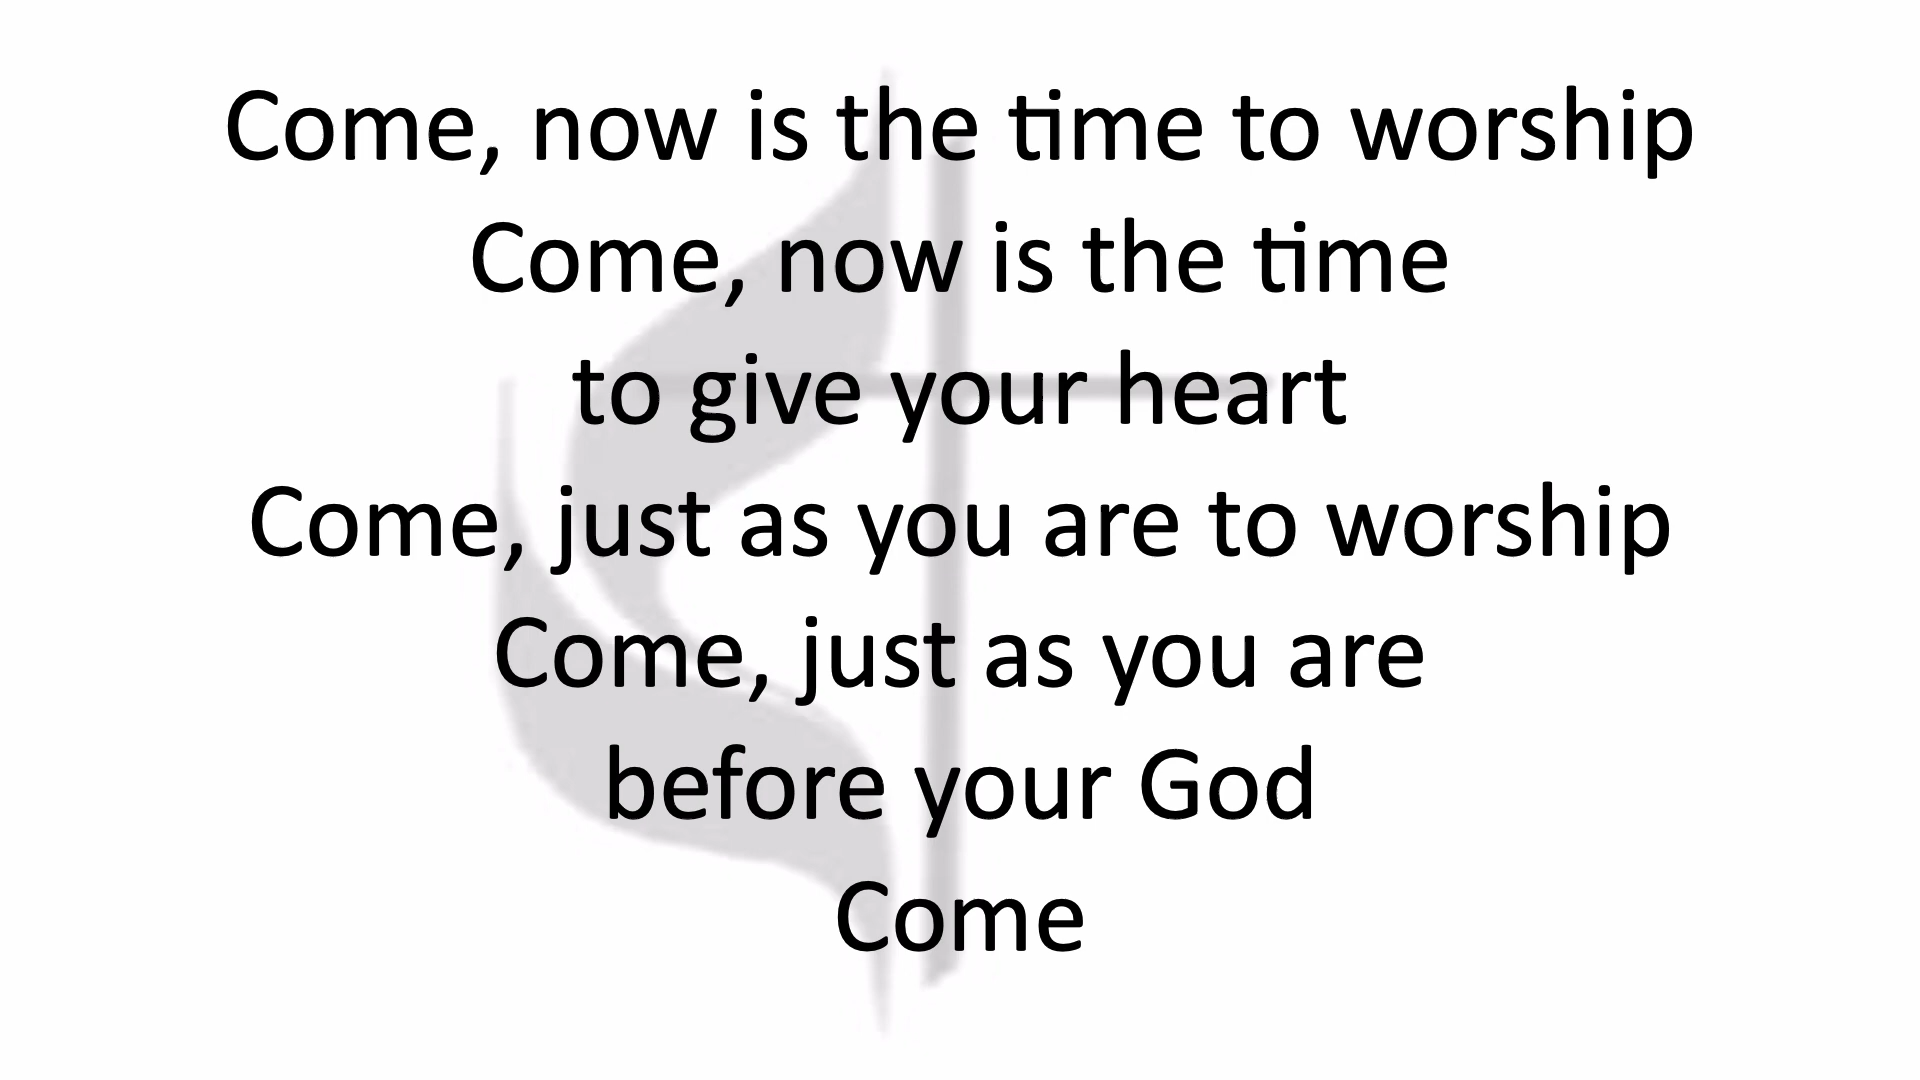 Come, now is the time to worship
Come, now is the time
to give your heart
Come, just as you are to worship
Come, just as you are
before your God
Come